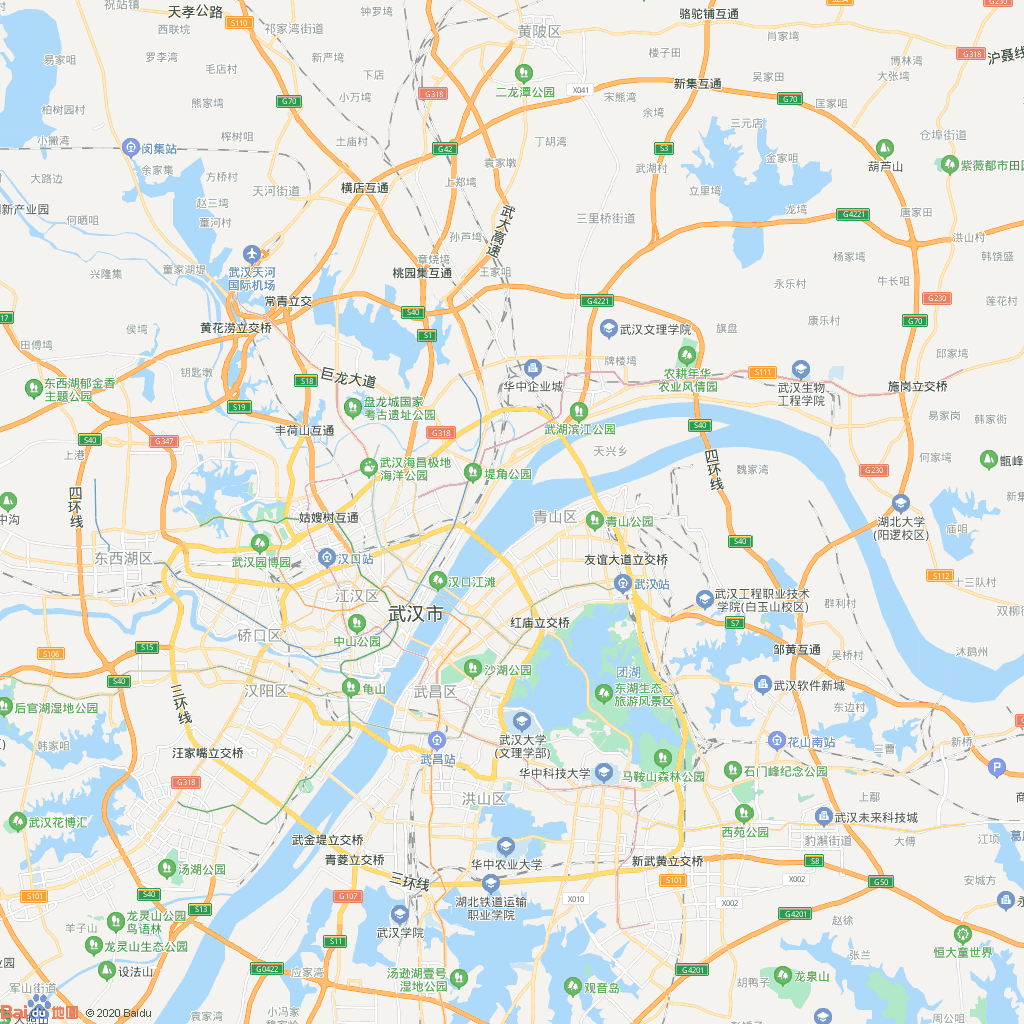 天孝公路
钟罗湾
骆驼铺互通
祝站镇
S110
西联垸
祁家湾街道
黄陂区
肖家塆
G230
易家咀
罗李湾
新严塆
楼子田
G318
沪聂线
毛店村
下店
二龙潭公园
X041
新集互通
吴家田
博林湾
大张塆
G70
小万塆
G318
宋熊湾
余塆
G70
匡家咀
柏树园村
熊家塆
三元店
仓埠街道
小撇湾
榨树咀
土庙村
G42
丁胡湾
S3
闵集站
袁家墩
武湖村
金家咀
葫芦山
紫薇都市田园
余家集
大路边
方桥村
天河街道
横店互通
上郑塆
立里塆
创新产业园
赵三塆
何晒咀
童河村
武大高速
三里桥街道
龙塆
G4221
唐家田
孙芦塆
洪山村
武汉天河
国际机场
章烧塆
杨家塆
韩饶盛
兴隆集
童家湖堤
桃园集互通
王家咀
永乐村
牛长咀
常青立交
G4221
G230
莲花村
17
侯塆
黄花涝立交桥
S40
S1
武汉文理学院
旗盘
康乐村
G70
田傅塆
牌楼塆
农耕年华
农业风情园
邱家塆
东西湖郁金香
主题公园
钥匙墩
S18
巨龙大道
华中企业城
S111
武汉生物
工程学院
施岗立交桥
S19
盘龙城国家
考古遗址公园
武湖滨江公园
易家岗
韩家衖
S40
G347
丰荷山互通
G318
S40
上港
武汉海昌极地
海洋公园
堤角公园
天兴乡
四环线
魏家湾
G230
何家塆
甑峰
四环线
中沟
姑嫂树互通
青山区
青山公园
湖北大学
(阳逻校区)
庙咀
东西湖区
武汉园博园
汉口站
友谊大道立交桥
S40
汉口江滩
武汉站
S112
十三队村
江汉区
武汉市
武汉工程职业技术
学院(白玉山校区)
群利村
双柳街
硚口区
中山公园
红庙立交桥
S7
S106
S15
邹黄互通
吴桥村
沐鹅州
S40
沙湖公园
团湖
汉阳区
龟山
武昌区
东湖生态
旅游风景区
武汉软件新城
三环线
后官湖湿地公园
东边村
韩家咀
汪家嘴立交桥
武昌站
武汉大学
(文理学部)
花山南站
三曹
新桥
G318
华中科技大学
马鞍山森林公园
石门峰纪念公园
洪山区
上鄢
武汉花博汇
西苑公园
武汉未来科技城
武金堤立交桥
豹澥街道
大傅
江项
青菱立交桥
华中农业大学
新武黄立交桥
S8
汤湖公园
三环线
S101
X002
G50
安城方
S101
S40
G107
湖北铁道运输
职业学院
X010
X002
龙灵山公园
鸟语林
S13
G4201
赵徐
羊子山
武汉学院
恒大童世界
龙灵山生态公园
S11
张兰
设法山
G0422
应家湾
汤逊湖壹号
湿地公园
G4201
胡鸭子
龙泉山
军山街道
观音岛
小冯家
袁家湾
周公咀
Bai du 地图
© 2020 Baidu